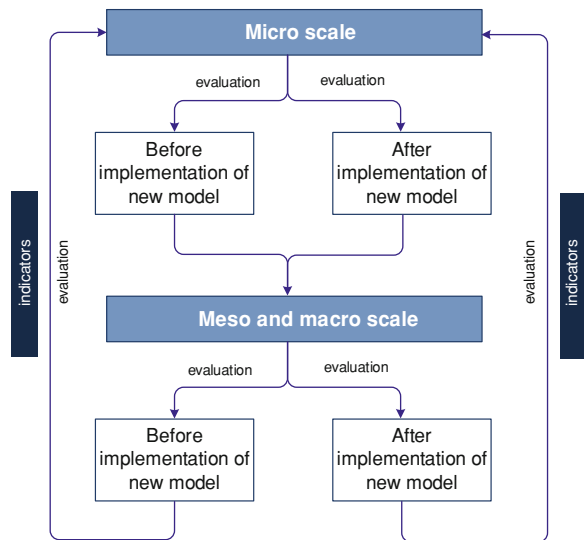 Micro scale
evaluation
evaluation
Before
implementation of
new model
After
implementation of
new model
indicators
evaluation
evaluation
indicators
Meso and macro scale
evaluation
evaluation
Before
implementation of
new model
After
implementation of
new model